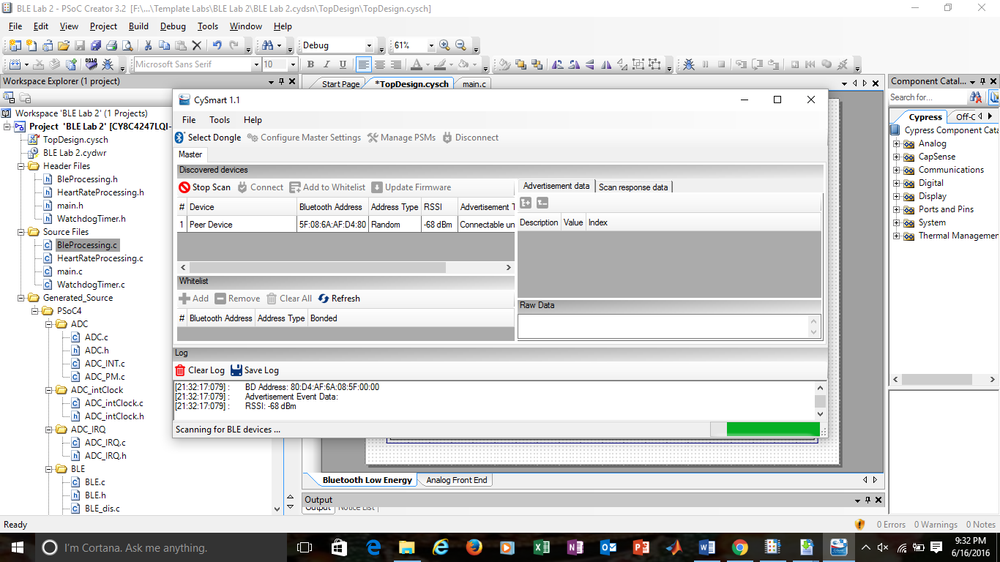 BLE Lab 2 - PSoC Creator 3.2 [F:\...\Template Labs\BLE Lab 2\BLE Lab 2.cydsn\TopDesign\TopDesign.cysch]
File Edit View Project Build Debug Tools Window Help
Debug 61%
Microsoft Sans Serif 10 B I U A
Workspace Explorer (1 project)
Workspace 'BLE Lab 2' (1 Projects)
Project 'BLE Lab 2' [CY8C4247LQI-
TopDesign.cysch
BLE Lab 2.cydwr
Header Files
BleProcessing.h
HeartRateProcessing.h
main.h
WatchdogTimer.h
Source Files
BleProcessing.c
HeartRateProcessing.c
main.c
WatchdogTimer.c
Generated_Source
PSoC4
ADC
ADC.c
ADC.h
ADC_INT.c
ADC_PM.c
ADC_intClock
ADC_intClock.c
ADC_intClock.h
ADC_IRQ
ADC_IRQ.c
ADC_IRQ.h
BLE
BLE.c
BLE.h
BLE_dis.c
Start Page *TopDesign.cysch main.c
CySmart 1.1
File Tools Help
Select Dongle Configure Master Settings Manage PSMs Disconnect
Master
Discovered devices
Stop Scan Connect Add to Whitelist Update Firmware
# Device Bluetooth Address Address Type RSSI Advertisement T
1 Peer Device 5F:08:6A:AF:D4:80 Random -68 dBm Connectable un
Whitelist
Add Remove Clear All Refresh
# Bluetooth Address Address Type Bonded
Advertisement data Scan response data
Description Value Index
Raw Data
Log
Clear Log Save Log
[21:32:17:079] : BD Address: 80:D4:AF:6A:08:5F:00:00
[21:32:17:079] : Advertisement Event Data:
[21:32:17:079] : RSSI: -68 dBm
Scanning for BLE devices ...
Bluetooth Low Energy Analog Front End
Output
Output Notice List
Component Catal...
Search for...
Cypress Off-C
Cypress Component Cata
Analog
CapSense
Communications
Digital
Display
Ports and Pins
System
Thermal Managemen
Ready 0 Errors 0 Warnings 0 Notes
I'm Cortana. Ask me anything.
9:32 PM
6/16/2016